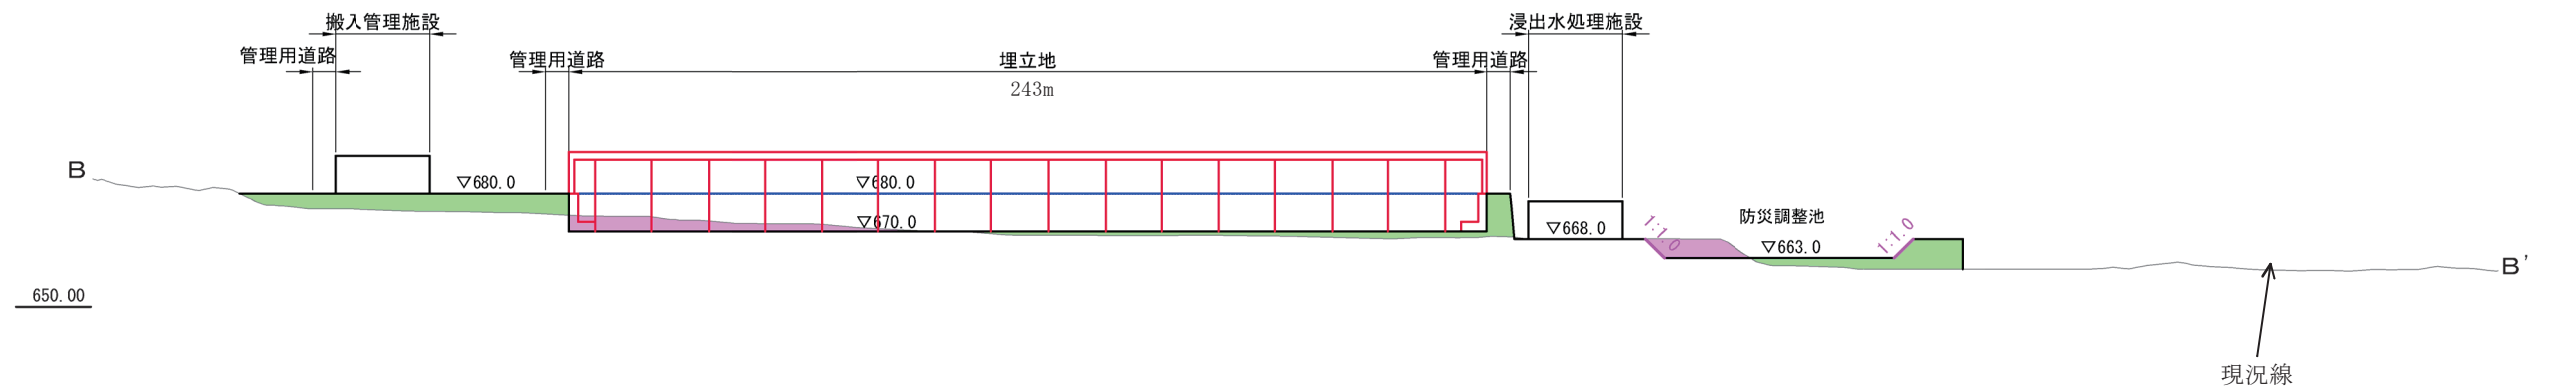 搬入管理施設
浸出水処理施設
管理用道路
管理用道路
埋立地
管理用道路
243m
B
▽680.0
▽680.0
▽670.0
▽668.0
1:1.0
防災調整池
▽663.0
1:1.0
B'
650.00
現況線